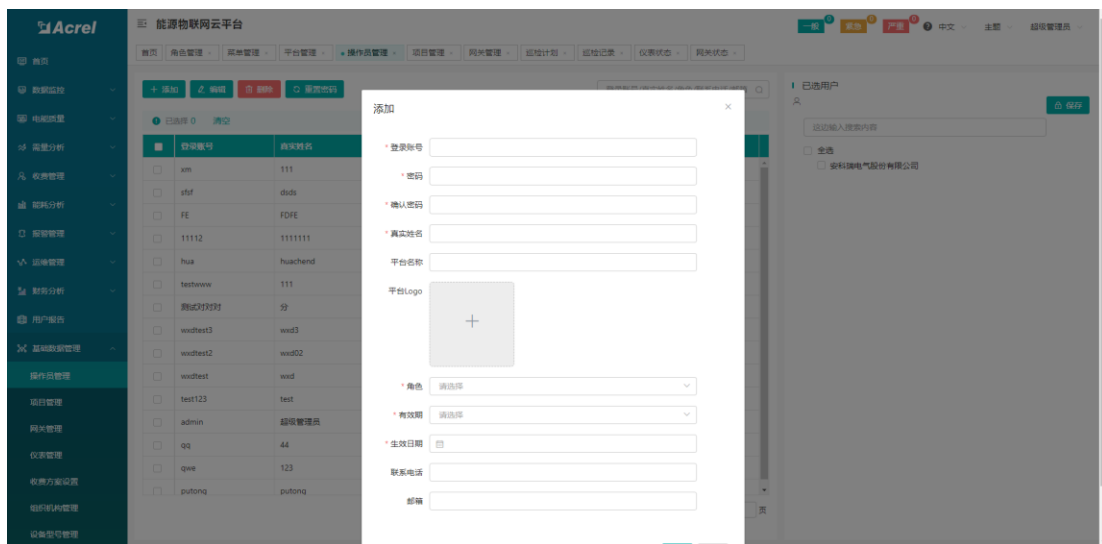 Acrel
能源物联网云平台
一般 0 紧急 0 严重 0 中文 主题 超级管理员
首页 角色管理 菜单管理 平台管理 操作员管理 项目管理 网关管理 巡检计划 巡检记录 仪表状态 网关状态
首页
数据监控
电能质量
需量分析
收费管理
能耗分析
报警管理
运维管理
财务分析
用户报告
基础数据管理
操作员管理
项目管理
网关管理
仪表管理
收费方案设置
组织机构管理
设备型号管理
+ 添加 编辑 删除 重置密码
已选择 0 清空
登录账号 真实姓名
xm 111
sfsf dsds
FE FDFE
11112 1111111
hua huachend
testwww 111
测试对对对 分
wxdtest3 wxd3
wxdtest2 wxd02
wxdtest wxd
test123 test
admin 超级管理员
qq 44
qwe 123
putong putong
页
添加 ×
* 登录账号
* 密码
* 确认密码
* 真实姓名
平台名称
平台Logo
* 角色 请选择
* 有效期 请选择
* 生效日期
联系电话
邮箱
已选用户
保存
这边输入搜索内容
全选
安科瑞电气股份有限公司